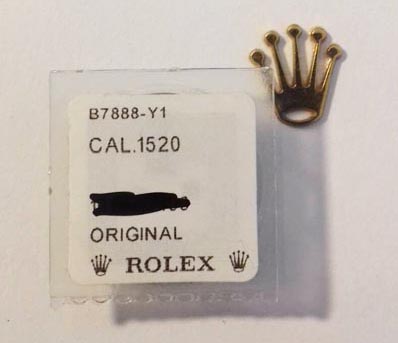 B7888-Y1
CAL.1520
ORIGINAL
ROLEX